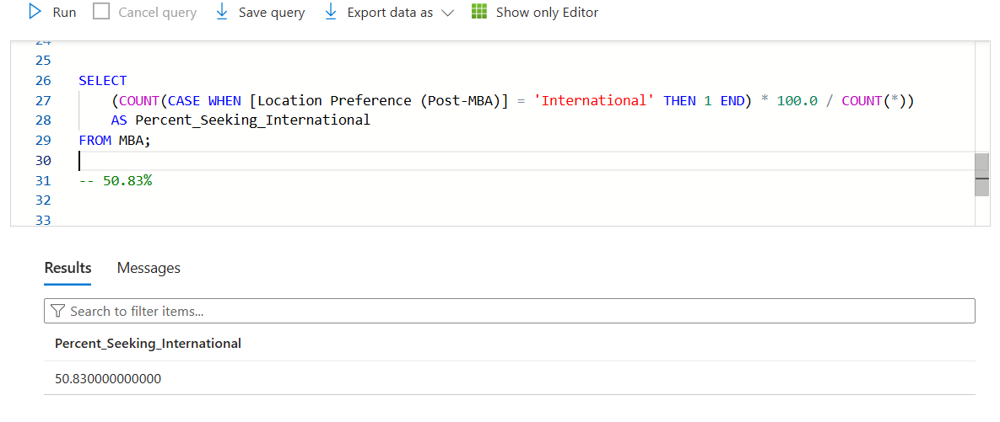 Run Cancel query Save query Export data as Show only Editor
24
25
26 SELECT
27 (COUNT(CASE WHEN [Location Preference (Post-MBA)] = 'International' THEN 1 END) * 100.0 / COUNT(*))
28 AS Percent_Seeking_International
29 FROM MBA;
30
31 -- 50.83%
32
33
Results Messages
Search to filter items...
Percent_Seeking_International
50.830000000000